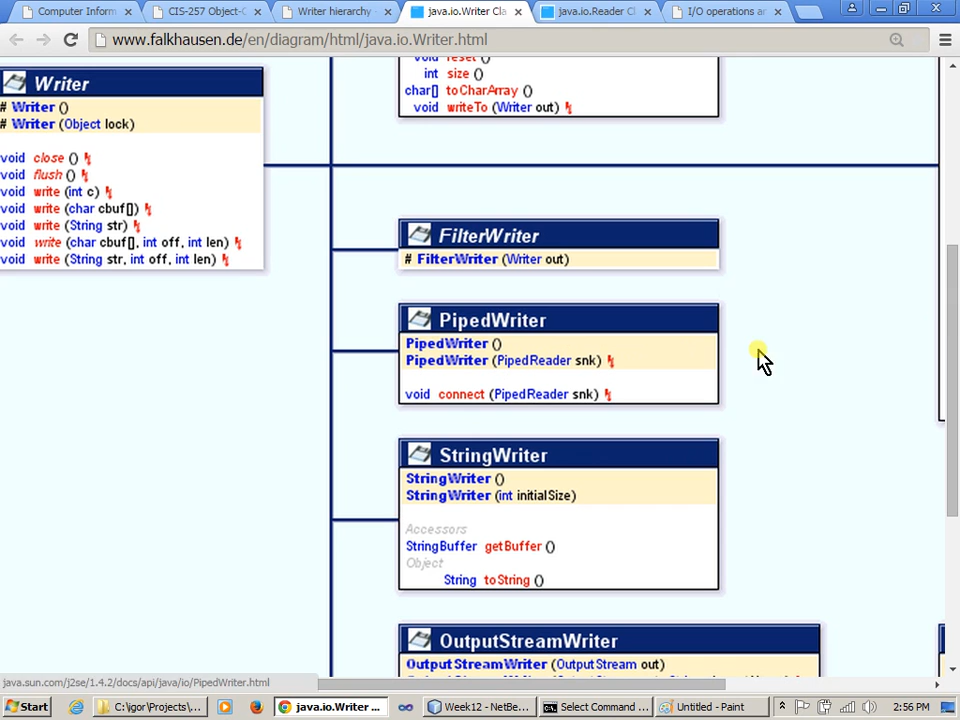 Computer Inform
CIS-257 Object-C
Writer hierarchy
java.io.Writer Cla
java.io.Reader Cl
I/O operations an
www.falkhausen.de/en/diagram/html/java.io.Writer.html
Writer
# Writer ()
# Writer (Object lock)
void close ()
void flush ()
void write (int c)
void write (char cbuf[])
void write (String str)
void write (char cbuf[], int off, int len)
void write (String str, int off, int len)
void reset ()
int size ()
char[] toCharArray ()
void writeTo (Writer out)
FilterWriter
# FilterWriter (Writer out)
PipedWriter
PipedWriter ()
PipedWriter (PipedReader snk)
void connect (PipedReader snk)
StringWriter
StringWriter ()
StringWriter (int initialSize)
Accessors
StringBuffer getBuffer ()
Object
String toString ()
OutputStreamWriter
OutputStreamWriter (OutputStream out)
java.sun.com/j2se/1.4.2/docs/api/java/io/PipedWriter.html
Start
C:\igor\Projects\...
java.io.Writer ...
Week12 - NetBe...
Select Command ...
Untitled - Paint
2:56 PM